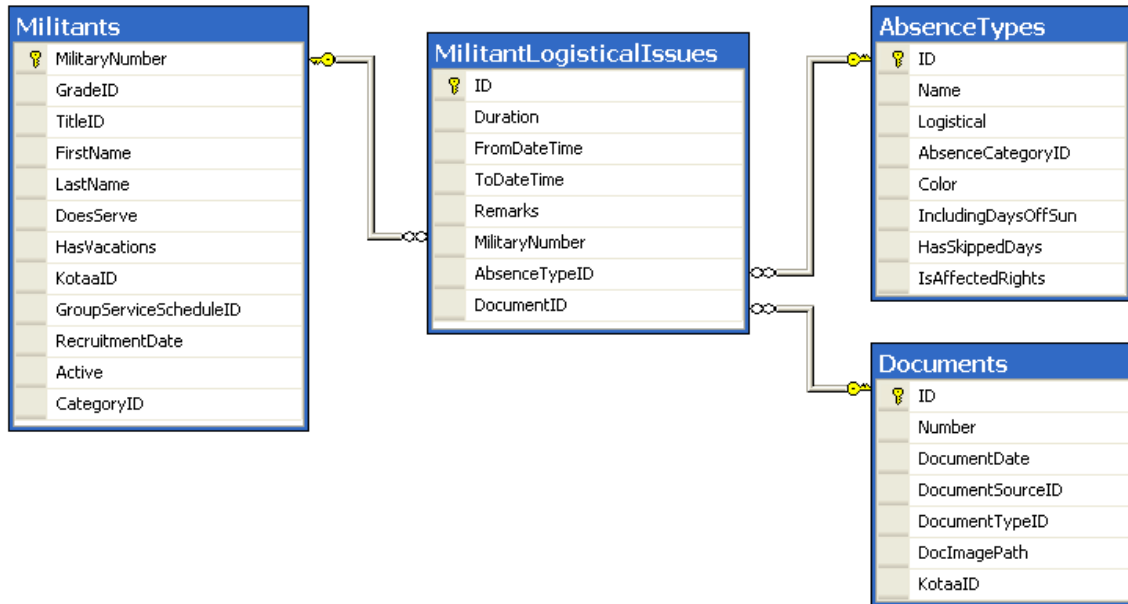 Militants
MilitaryNumber
GradeID
TitleID
FirstName
LastName
DoesServe
HasVacations
KotaaID
GroupServiceScheduleID
RecruitmentDate
Active
CategoryID
MilitantLogisticalIssues
ID
Duration
FromDateTime
ToDateTime
Remarks
MilitaryNumber
AbsenceTypeID
DocumentID
AbsenceTypes
ID
Name
Logistical
AbsenceCategoryID
Color
IncludingDaysOffSun
HasSkippedDays
IsAffectedRights
Documents
ID
Number
DocumentDate
DocumentSourceID
DocumentTypeID
DocImagePath
KotaaID